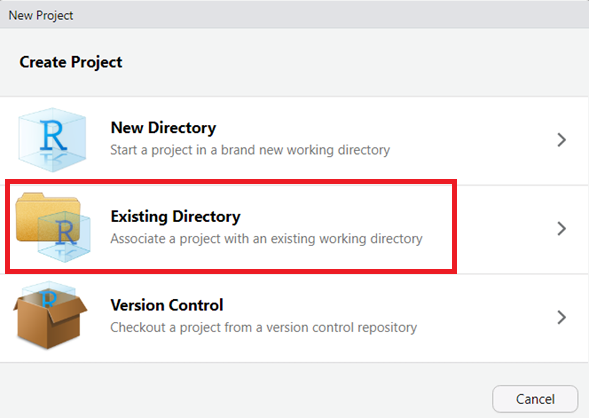 New Project
Create Project
R
New Directory
Start a project in a brand new working directory
R
Existing Directory
Associate a project with an existing working directory
R
Version Control
Checkout a project from a version control repository
Cancel